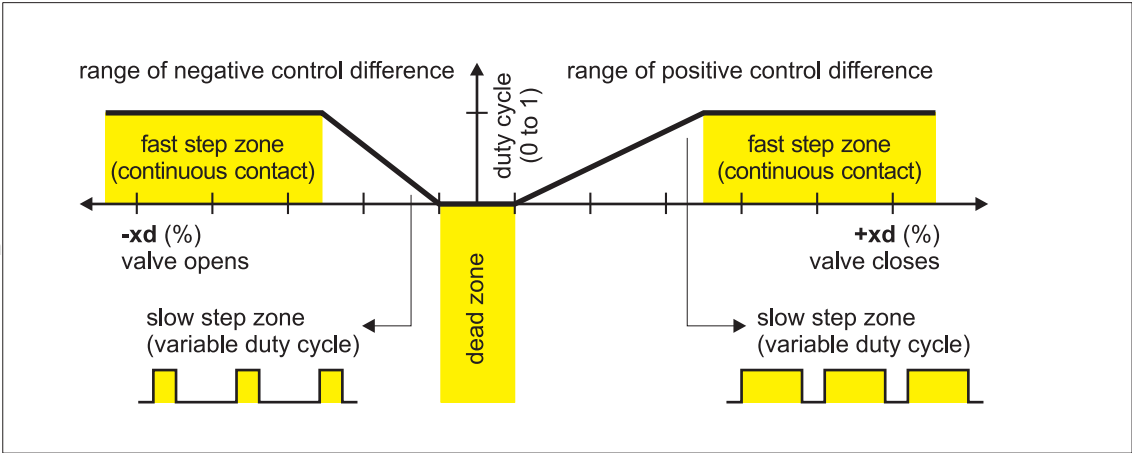 range of negative control difference
range of positive control difference
duty cycle
(0 to 1)
fast step zone
(continuous contact)
fast step zone
(continuous contact)
-xd (%)
valve opens
+xd (%)
valve closes
dead zone
slow step zone
(variable duty cycle)
slow step zone
(variable duty cycle)